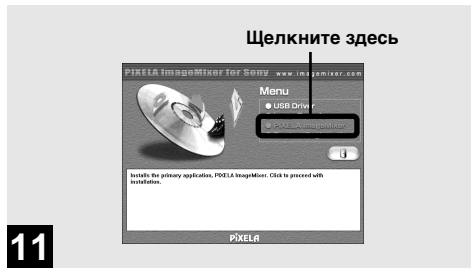 Щелкните здесь
PIXELA ImageMixer for Sony www.imagemixer.com
Menu
USB Driver
PIXELA ImageMixer
Installs the primary application, PIXELA ImageMixer. Click to proceed with
installation.
PIXELA
11